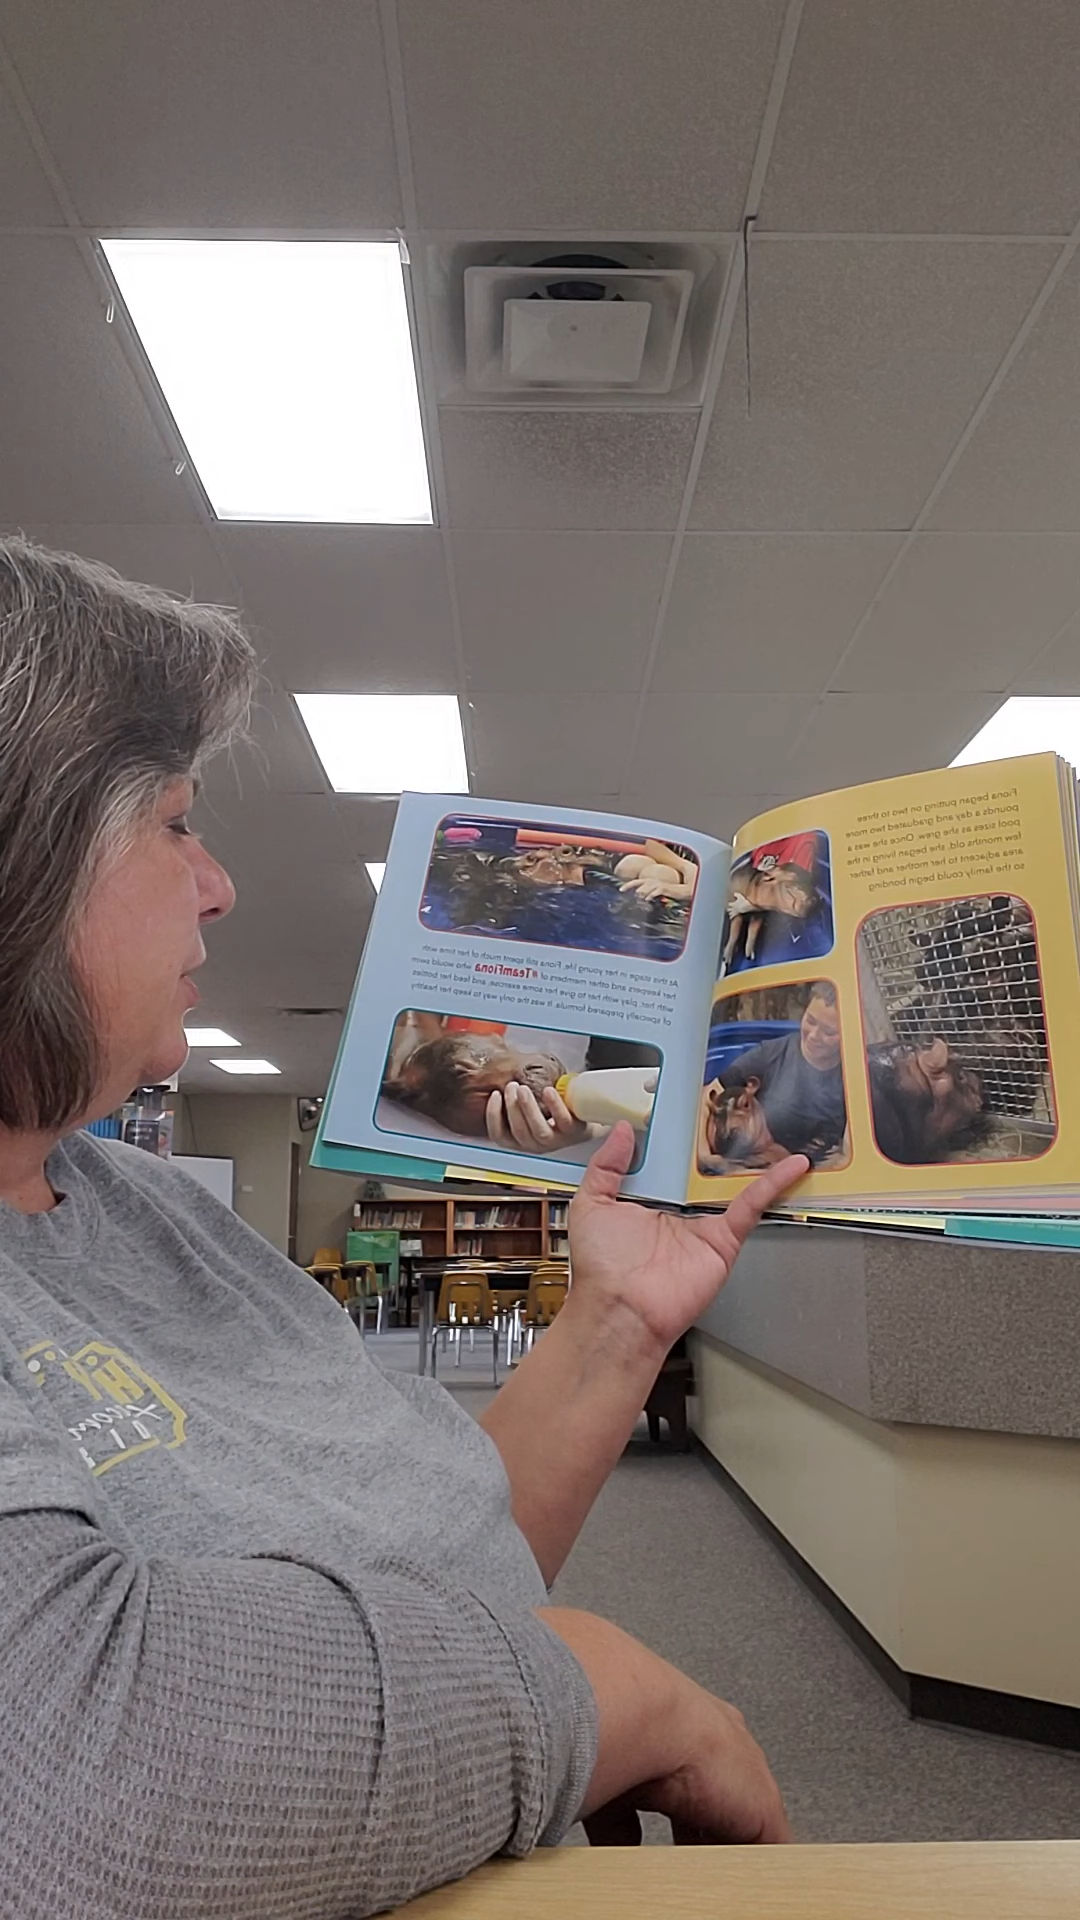 At this stage in her young life, Fiona still spent much of her time with
her keepers and other members of #TeamFiona who would swim
with her, play with her to give to give her some exercise, and feed her bottles
of specially prepared formula. It was the only way to keep her healthy
Fiona began putting on two to three
pounds a day and graduated two more
pool sizes as she grew. Once she was a
few months old, she began living in the
area adjacent to her mother and father
so the family could begin bonding